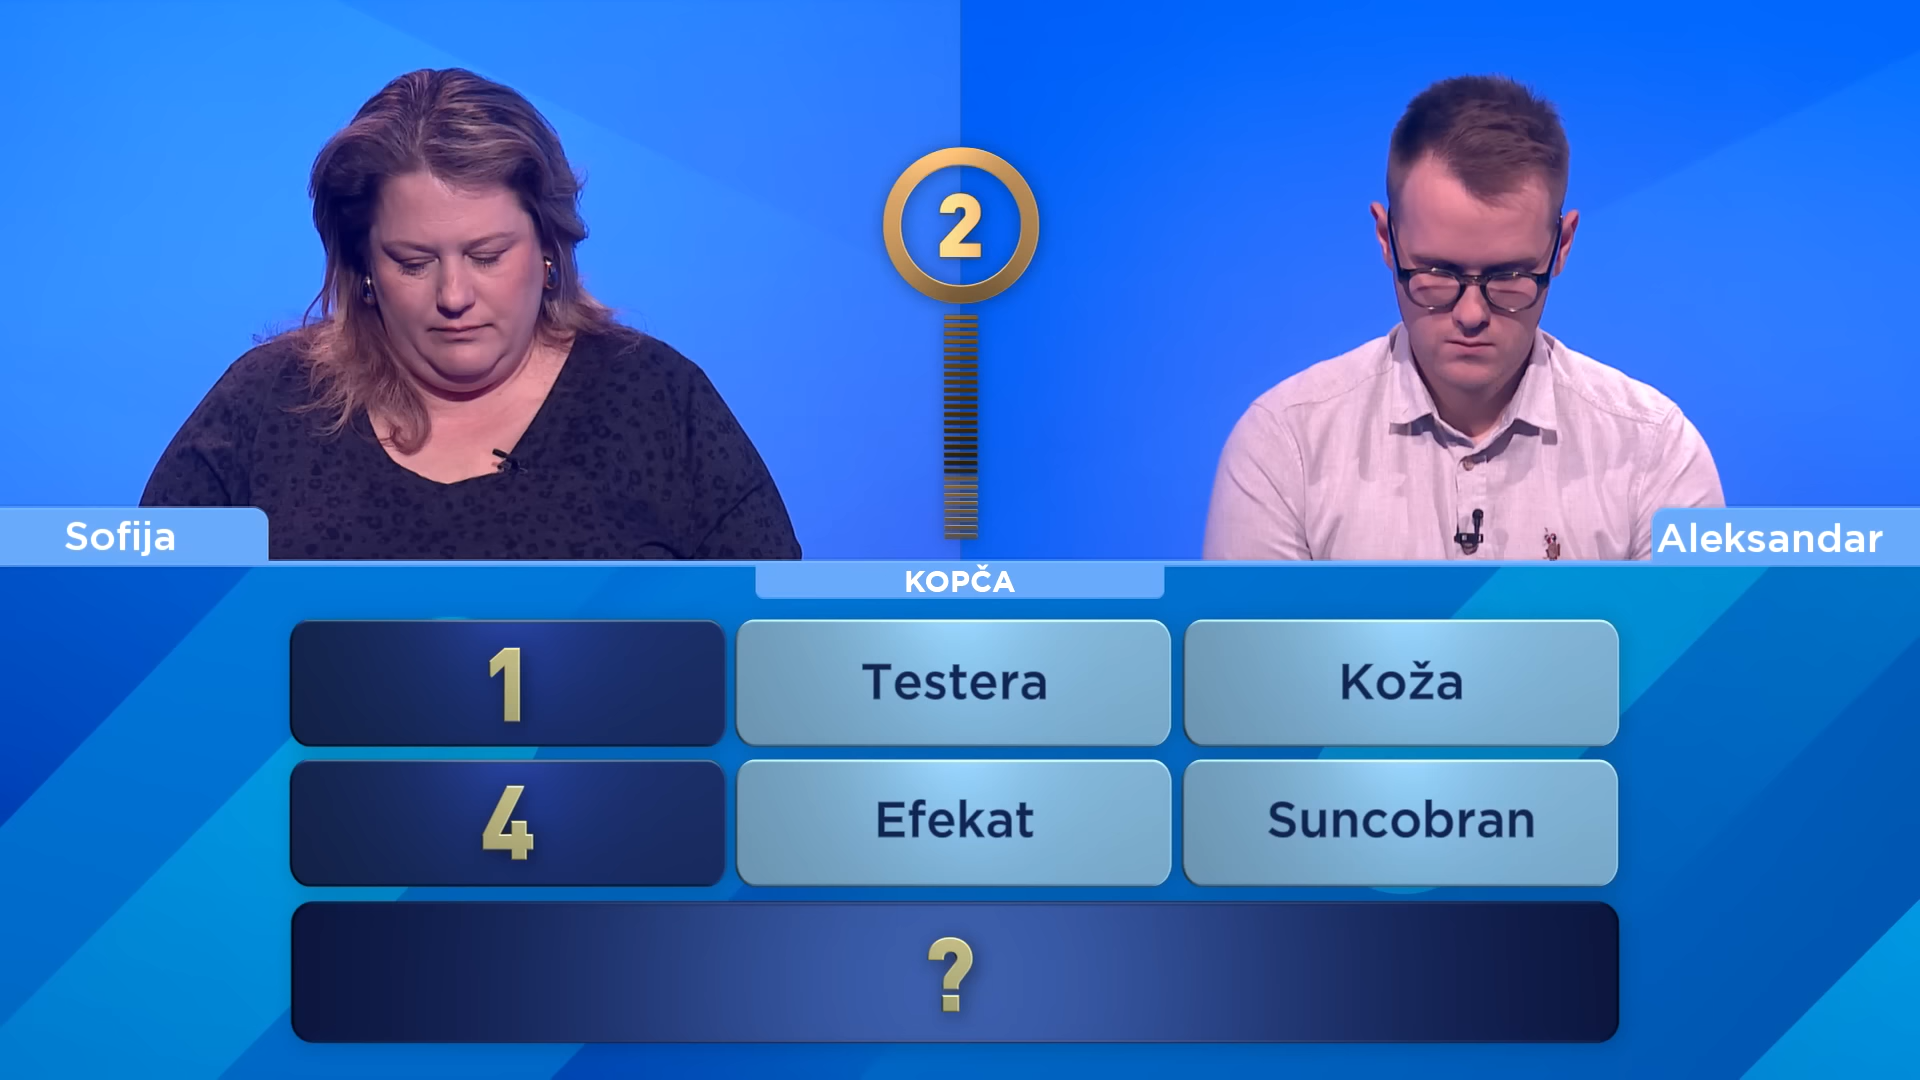 2
Sofija
Aleksandar
KOPČA
1
Testera
Koža
4
Efekat
Suncobran
?